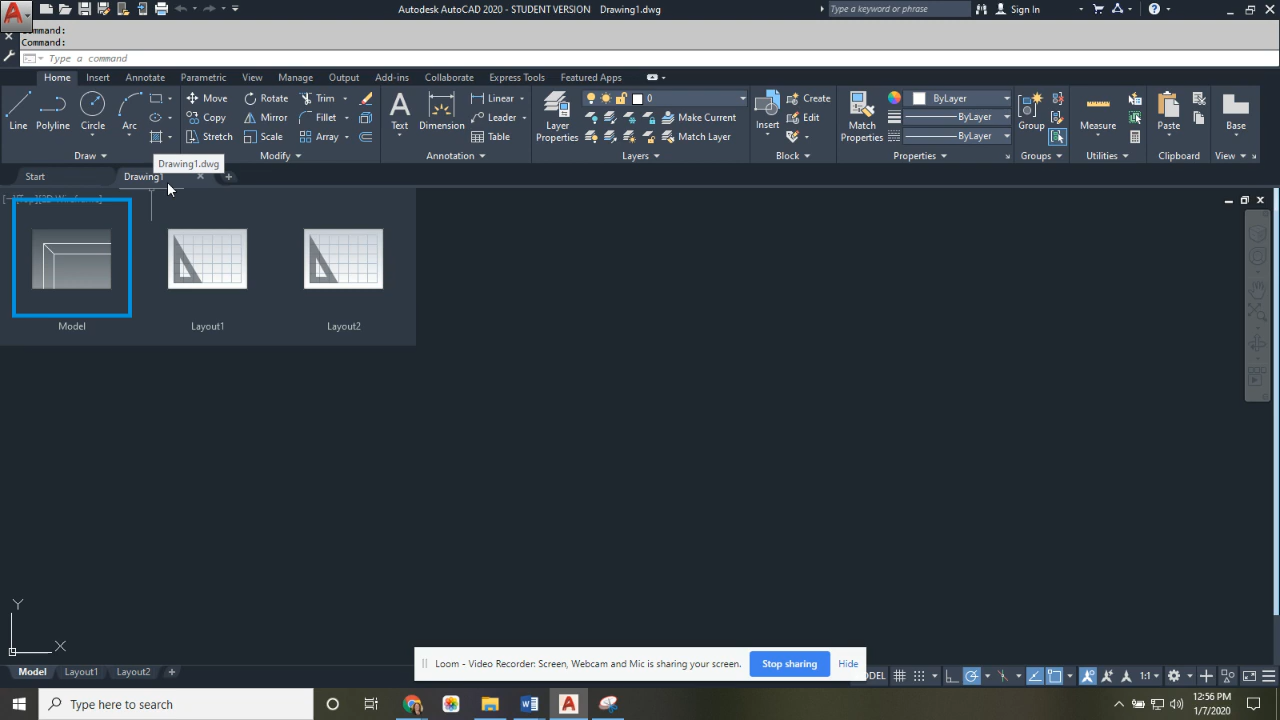 Autodesk AutoCAD 2020 - STUDENT VERSION Drawing1.dwg
Type a keyword or phrase
Sign In
Command:
Command:
Type a command
Home Insert Annotate Parametric View Manage Output Add-ins Collaborate Express Tools Featured Apps
Line Polyline Circle Arc
Move Rotate Trim
Copy Mirror Fillet
Stretch Scale Array
Text Dimension
Linear
Leader
Table
Layer Properties
0
Make Current
Match Layer
Insert
Create
Edit
Match Properties
ByLayer
ByLayer
ByLayer
Group
Measure
Paste
Base
Draw Modify Annotation Layers Block Properties Groups Utilities Clipboard View
Drawing1.dwg
Start Drawing1
[−][Top][2D Wireframe]
Model Layout1 Layout2
Y
X
Loom - Video Recorder: Screen, Webcam and Mic is sharing your screen. Stop sharing Hide
Model Layout1 Layout2
1:1
Type here to search
12:56 PM
1/7/2020